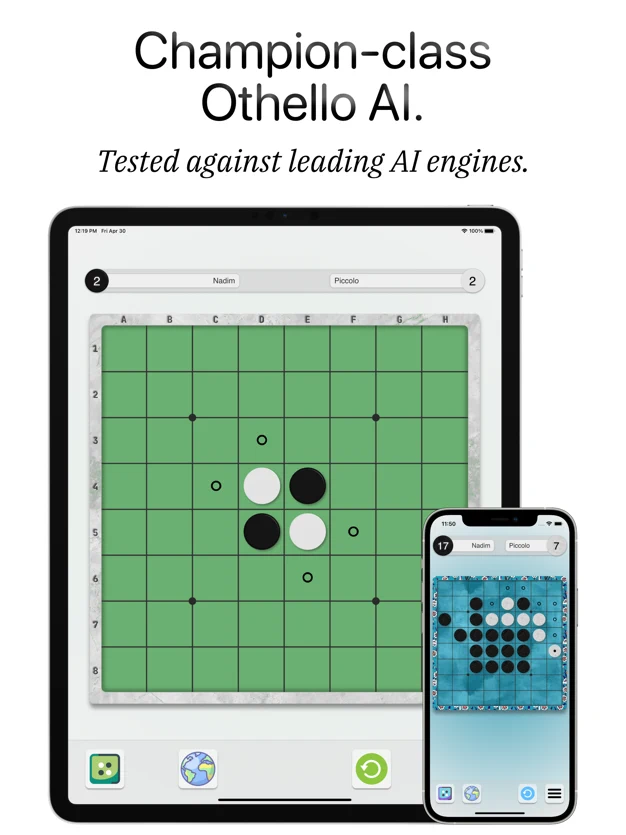 Champion-class
Othello AI.
Tested against leading AI engines.
12:19 PM Fri Apr 30
100%
2 Nadim Piccolo 2
A B C D E F G H
1
2
3
4
5
6
7
8
11:50
17 Nadim Piccolo 7